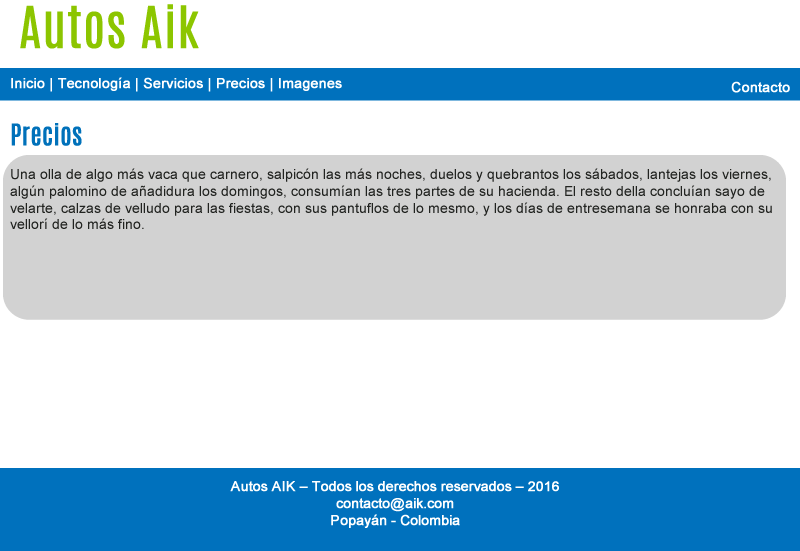 Autos Aik
Inicio | Tecnología | Servicios | Precios | Imagenes
Contacto
Precios
Una olla de algo más vaca que carnero, salpicón las más noches, duelos y quebrantos los sábados, lantejas los viernes,
algún palomino de añadidura los domingos, consumían las tres partes de su hacienda. El resto della concluían sayo de
velarte, calzas de velludo para las fiestas, con sus pantuflos de lo mesmo, y los días de entresemana se honraba con su
vellorí de lo más fino.
Autos AIK – Todos los derechos reservados – 2016
contacto@aik.com
Popayán - Colombia